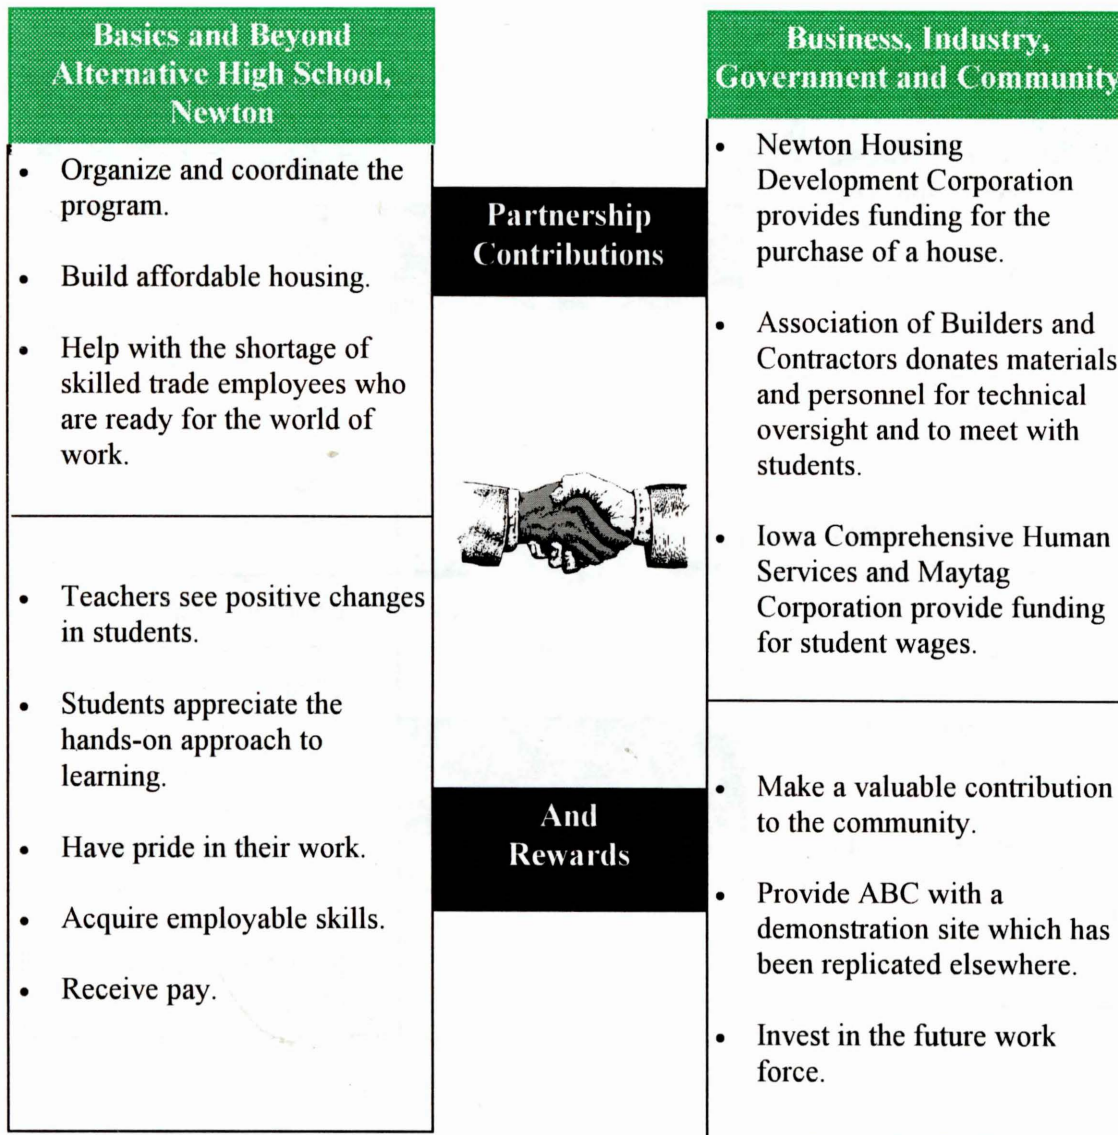 Basics and Beyond
Alternative High School,
Newton
• Organize and coordinate the
program.
• Build affordable housing.
• Help with the shortage of
skilled trade employees who
are ready for the world of
work.
• Teachers see positive changes
in students.
• Students appreciate the
hands-on approach to
learning.
• Have pride in their work.
• Acquire employable skills.
• Receive pay.
Partnership
Contributions
And
Rewards
Business, Industry,
Government and Community
• Newton Housing
Development Corporation
provides funding for the
purchase of a house.
• Association of Builders and
Contractors donates materials
and personnel for technical
oversight and to meet with
students.
• Iowa Comprehensive Human
Services and Maytag
Corporation provide funding
for student wages.
• Make a valuable contribution
to the community.
• Provide ABC with a
demonstration site which has
been replicated elsewhere.
• Invest in the future work
force.